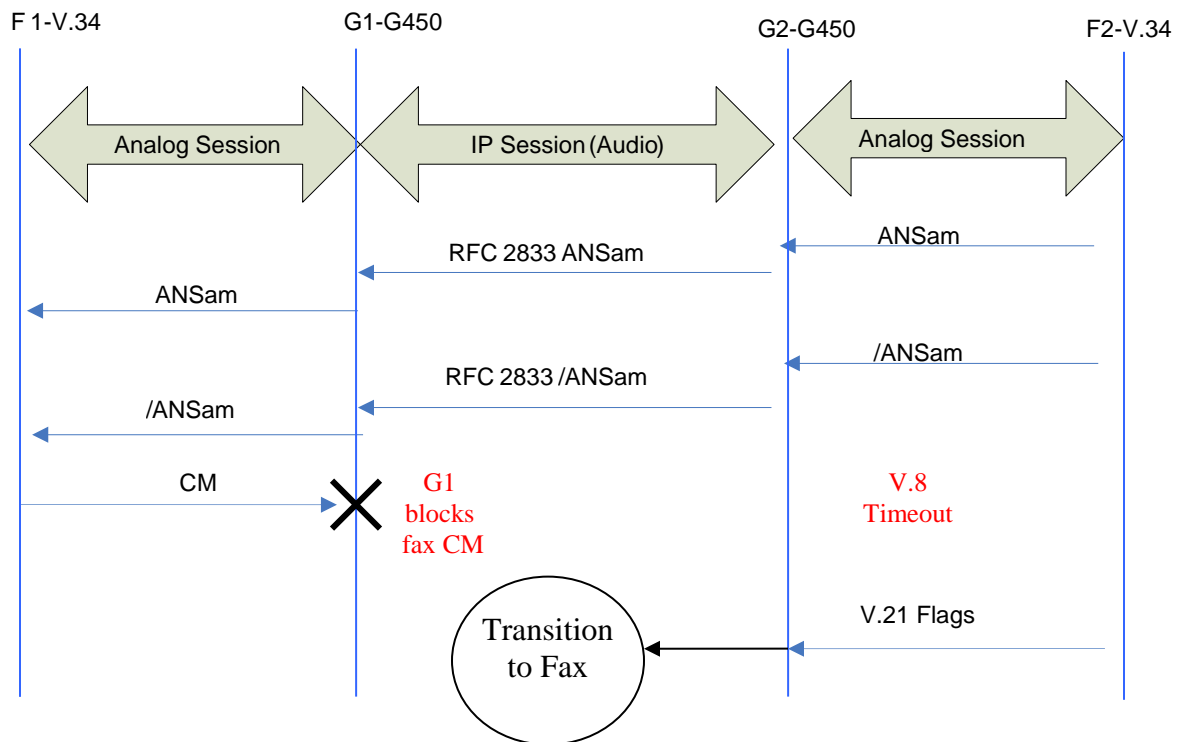 F 1-V.34
G1-G450
G2-G450
F2-V.34
Analog Session
IP Session (Audio)
Analog Session
ANSam
RFC 2833 ANSam
ANSam
/ANSam
RFC 2833 /ANSam
/ANSam
CM
G1
blocks
fax CM
V.8
Timeout
V.21 Flags
Transition
to Fax